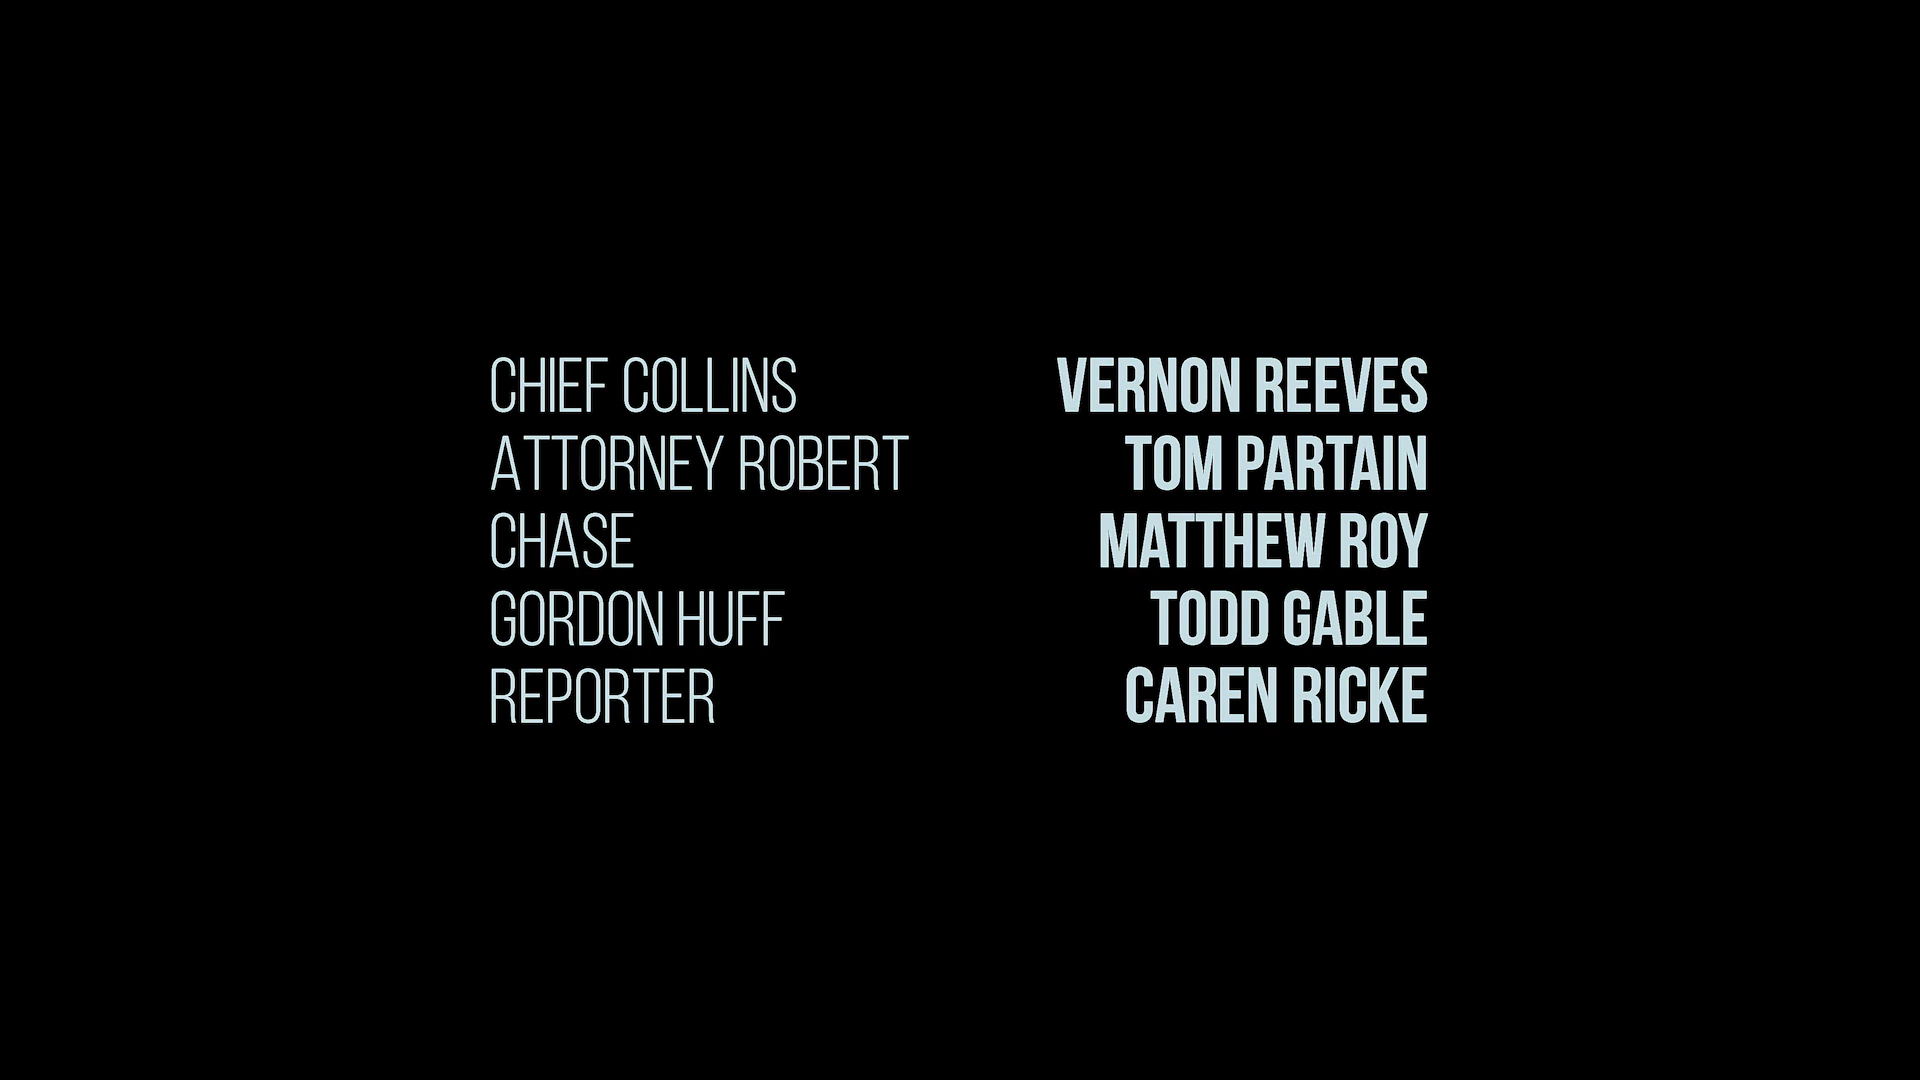 CHIEF COLLINS VERNON REEVES
ATTORNEY ROBERT TOM PARTAIN
CHASE MATTHEW ROY
GORDON HUFF TODD GABLE
REPORTER CAREN RICKE